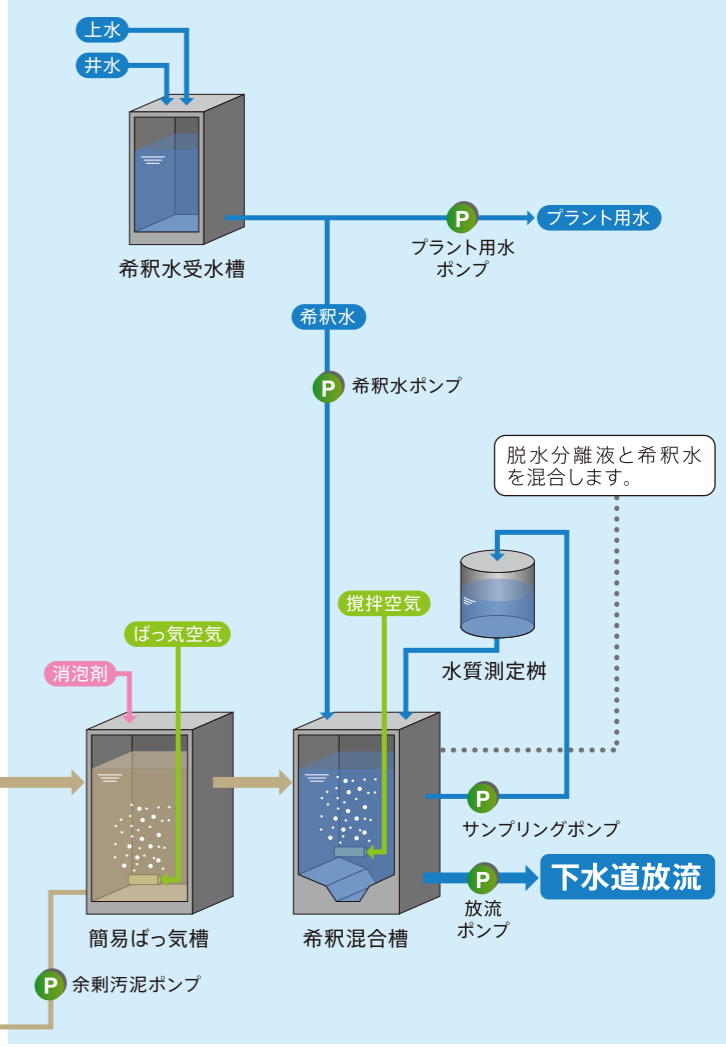 上水
井水
希釈水受水槽
P
プラント用水
プラント用水
ポンプ
希釈水
P
希釈水ポンプ
脱水分離液と希釈水
を混合します。
撹拌空気
ばっ気空気
消泡剤
水質測定桝
P
サンプリングポンプ
P
下水道放流
放流
ポンプ
簡易ばっ気槽
希釈混合槽
P
余剰汚泥ポンプ